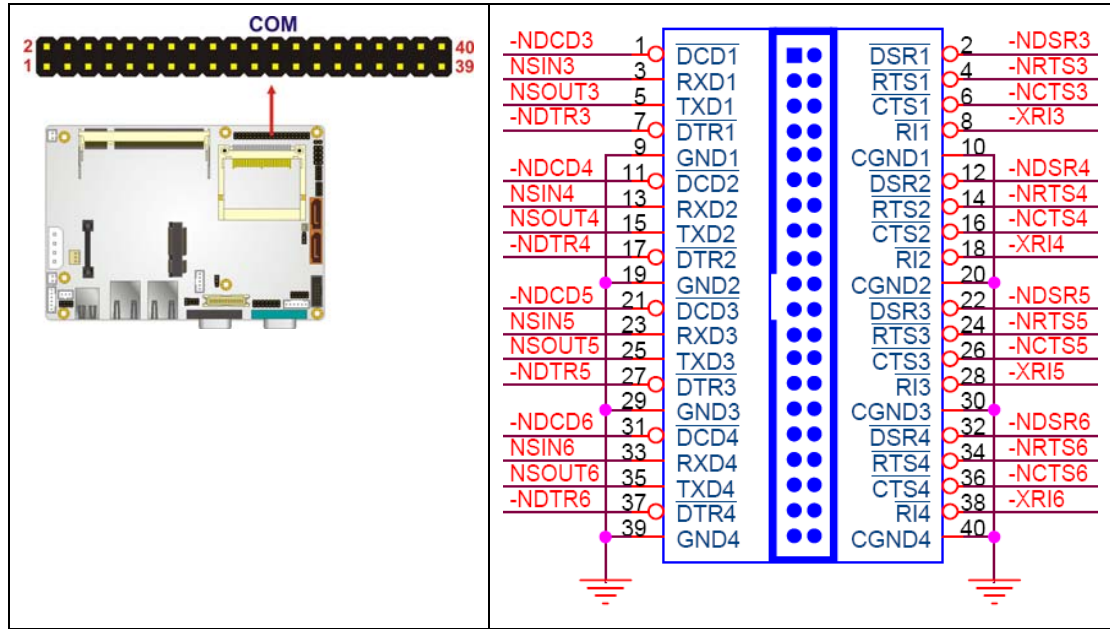 COM
2 40
1 39
-NDCD3 1 DCD1 DSR1 2 -NDSR3
NSIN3 3 RXD1 RTS1 4 -NRTS3
NSOUT3 5 TXD1 CTS1 6 -NCTS3
-NDTR3 7 DTR1 RI1 8 -XRI3
9 GND1 CGND1 10
-NDCD4 11 DCD2 DSR2 12 -NDSR4
NSIN4 13 RXD2 RTS2 14 -NRTS4
NSOUT4 15 TXD2 CTS2 16 -NCTS4
-NDTR4 17 DTR2 RI2 18 -XRI4
19 GND2 CGND2 20
-NDCD5 21 DCD3 DSR3 22 -NDSR5
NSIN5 23 RXD3 RTS3 24 -NRTS5
NSOUT5 25 TXD3 CTS3 26 -NCTS5
-NDTR5 27 DTR3 RI3 28 -XRI5
29 GND3 CGND3 30
-NDCD6 31 DCD4 DSR4 32 -NDSR6
NSIN6 33 RXD4 RTS4 34 -NRTS6
NSOUT6 35 TXD4 CTS4 36 -NCTS6
-NDTR6 37 DTR4 RI4 38 -XRI6
39 GND4 CGND4 40